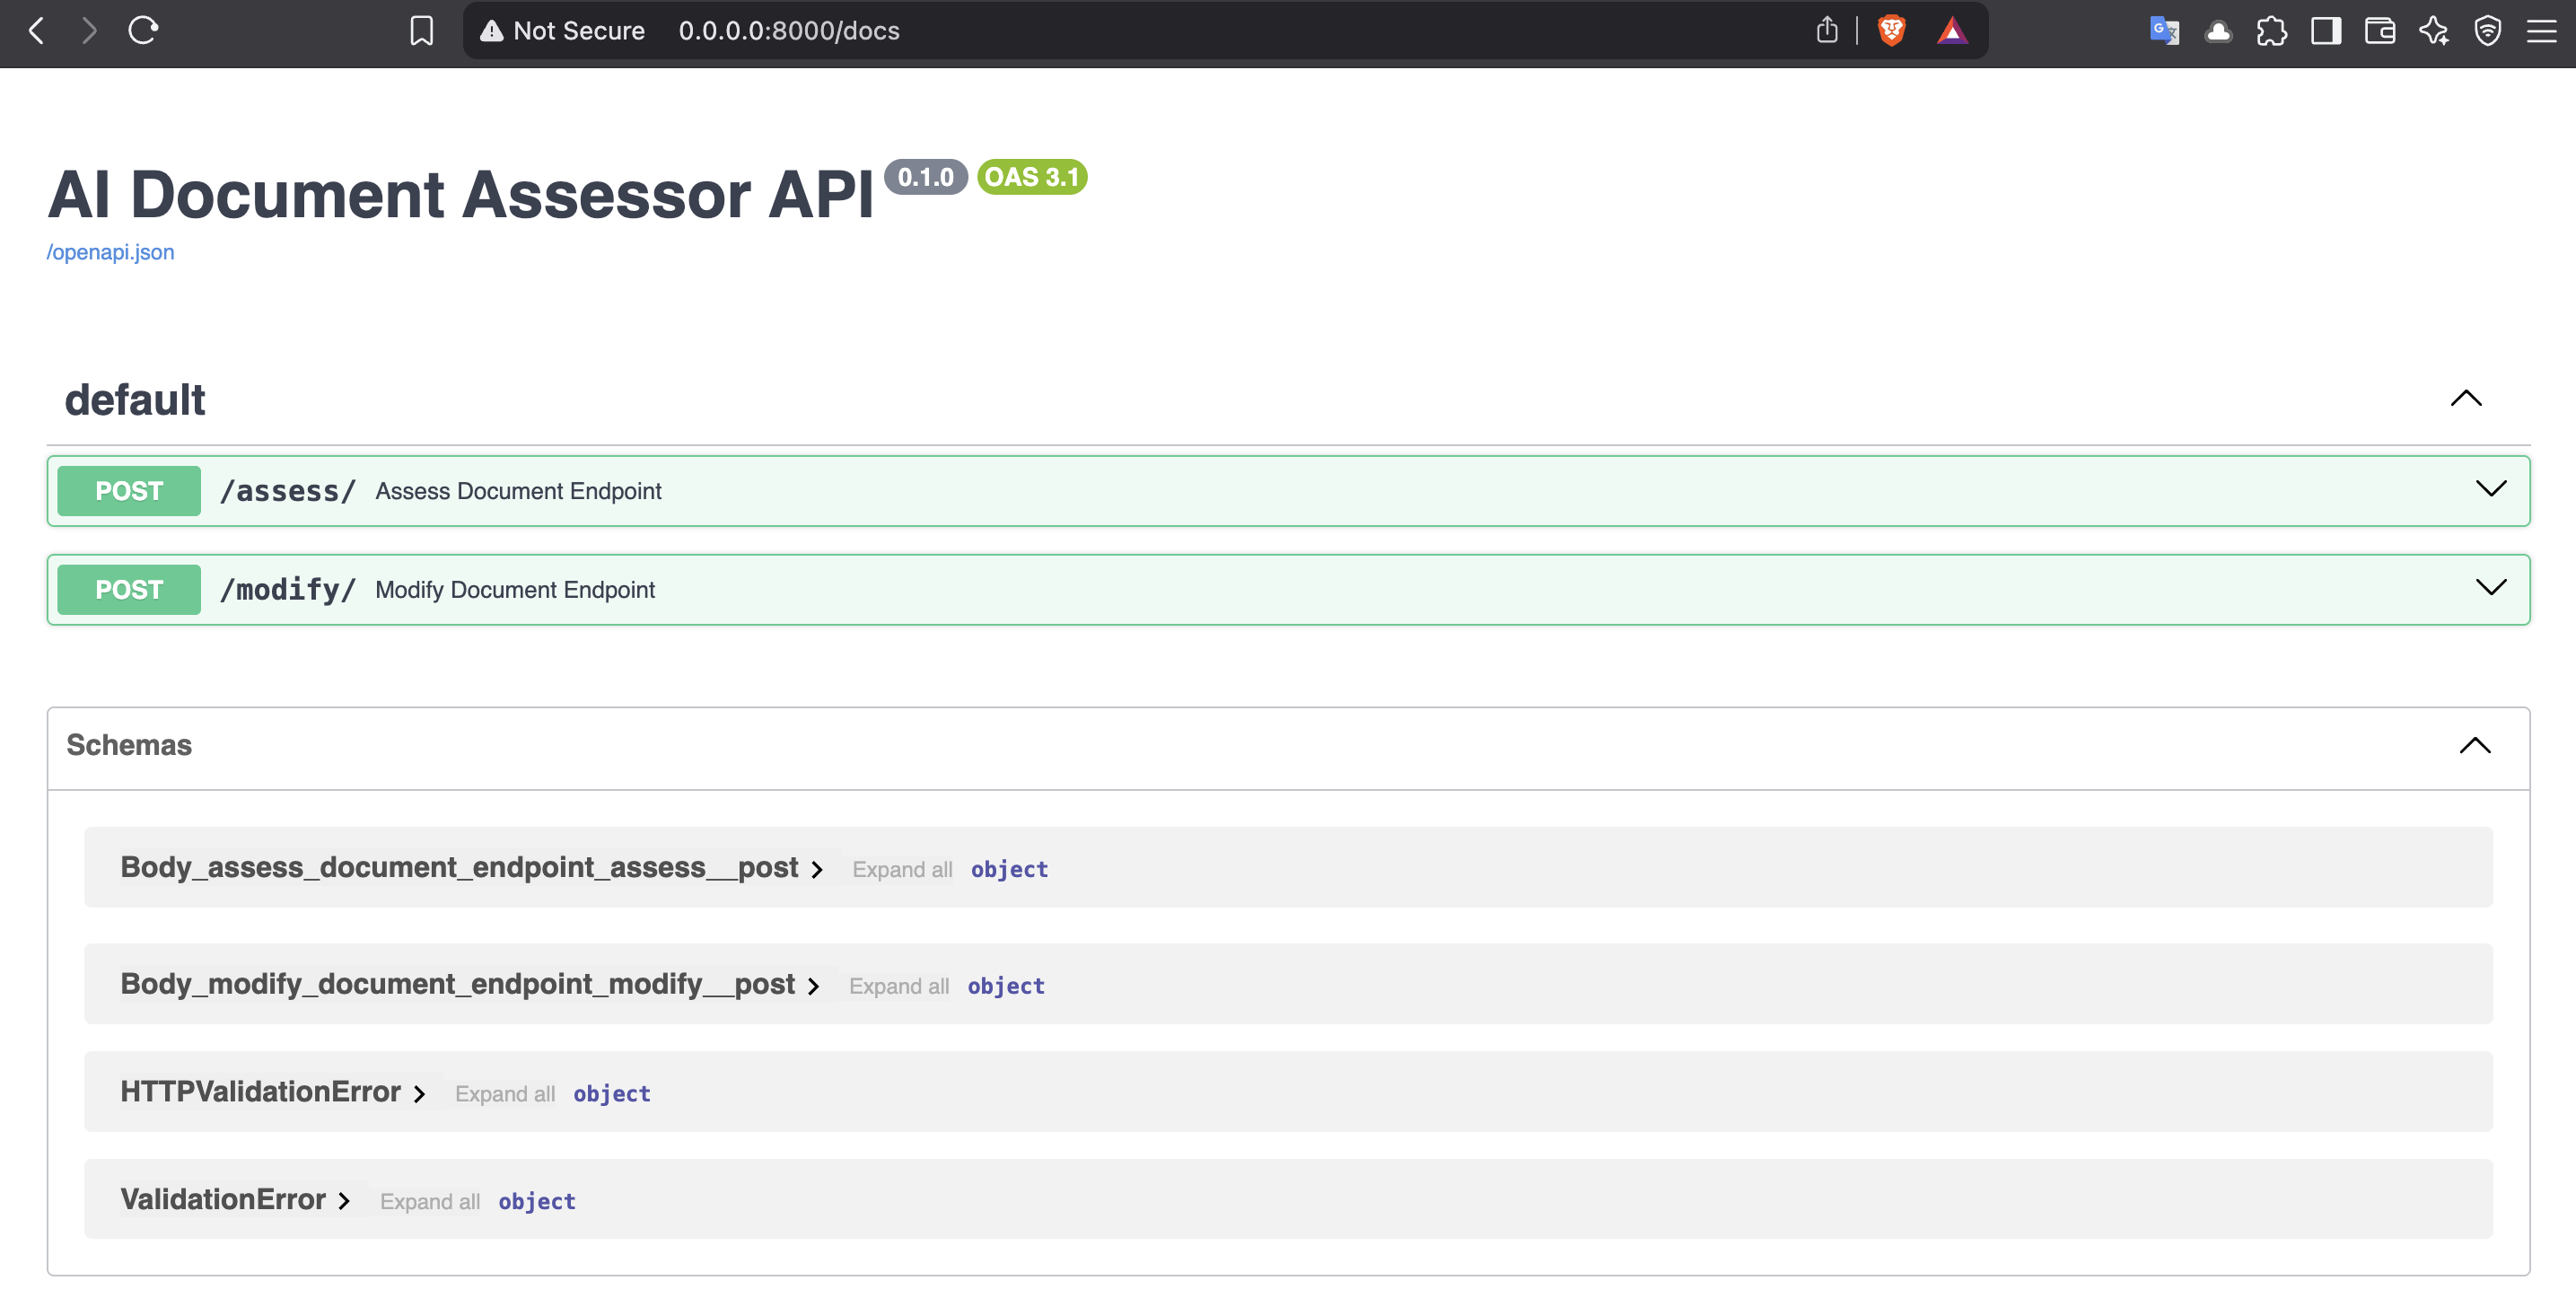 Not Secure 0.0.0.0:8000/docs
AI Document Assessor API 0.1.0 OAS 3.1
/openapi.json
default
POST /assess/ Assess Document Endpoint
POST /modify/ Modify Document Endpoint
Schemas
Body_assess_document_endpoint_assess__post Expand all object
Body_modify_document_endpoint_modify__post Expand all object
HTTPValidationError Expand all object
ValidationError Expand all object